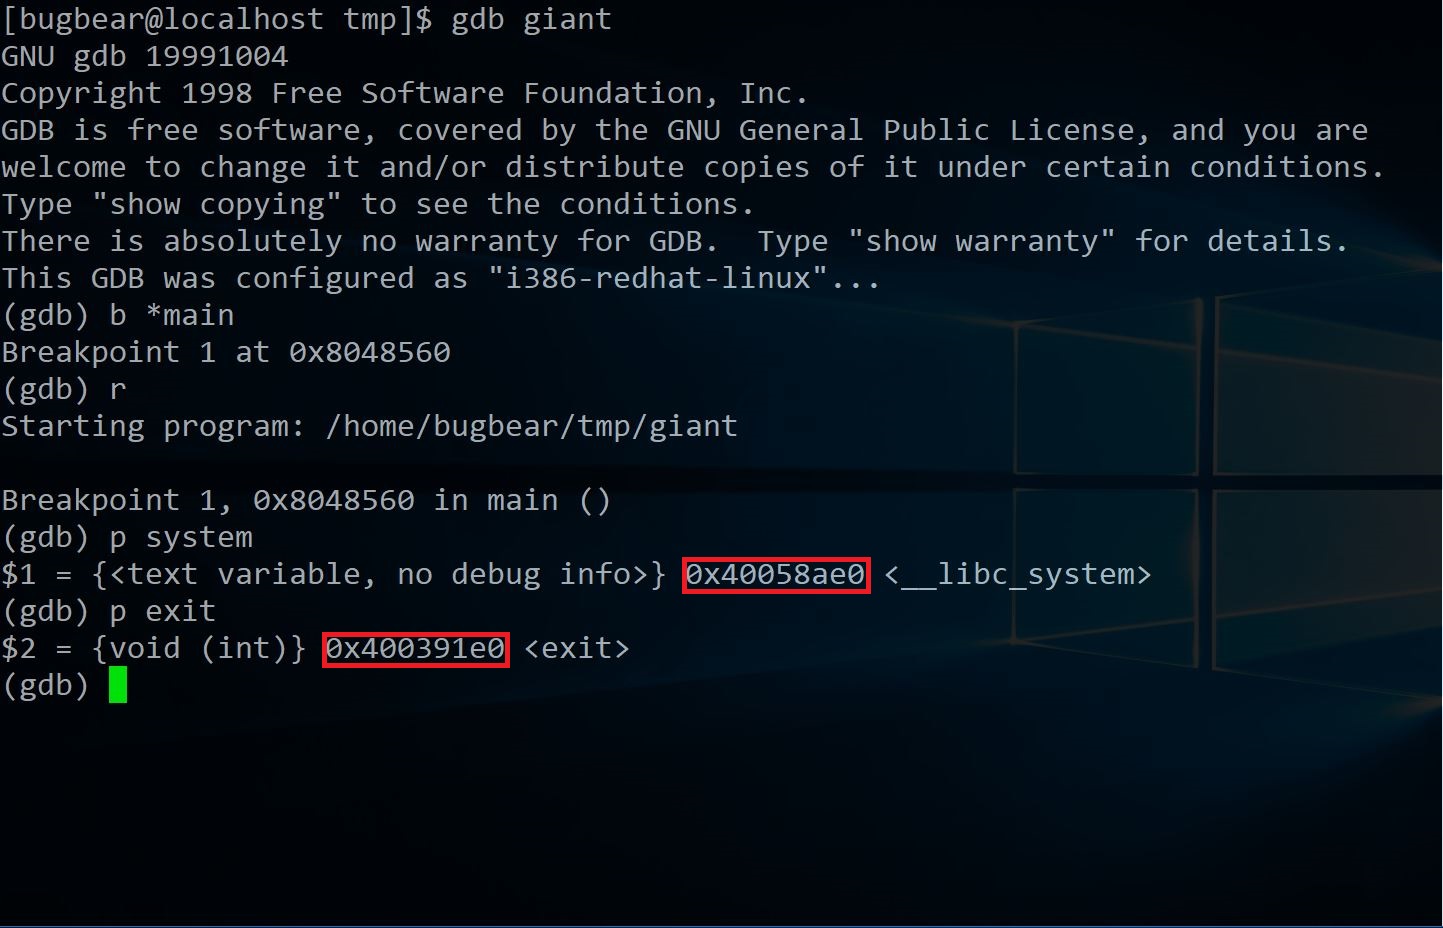 [bugbear@localhost tmp]$ gdb giant
GNU gdb 19991004
Copyright 1998 Free Software Foundation, Inc.
GDB is free software, covered by the GNU General Public License, and you are
welcome to change it and/or distribute copies of it under certain conditions.
Type "show copying" to see the conditions.
There is absolutely no warranty for GDB.  Type "show warranty" for details.
This GDB was configured as "i386-redhat-linux"...
(gdb) b *main
Breakpoint 1 at 0x8048560
(gdb) r
Starting program: /home/bugbear/tmp/giant
Breakpoint 1, 0x8048560 in main ()
(gdb) p system
$1 = {<text variable, no debug info>} 0x40058ae0 <__libc_system>
(gdb) p exit
$2 = {void (int)} 0x400391e0 <exit>
(gdb)